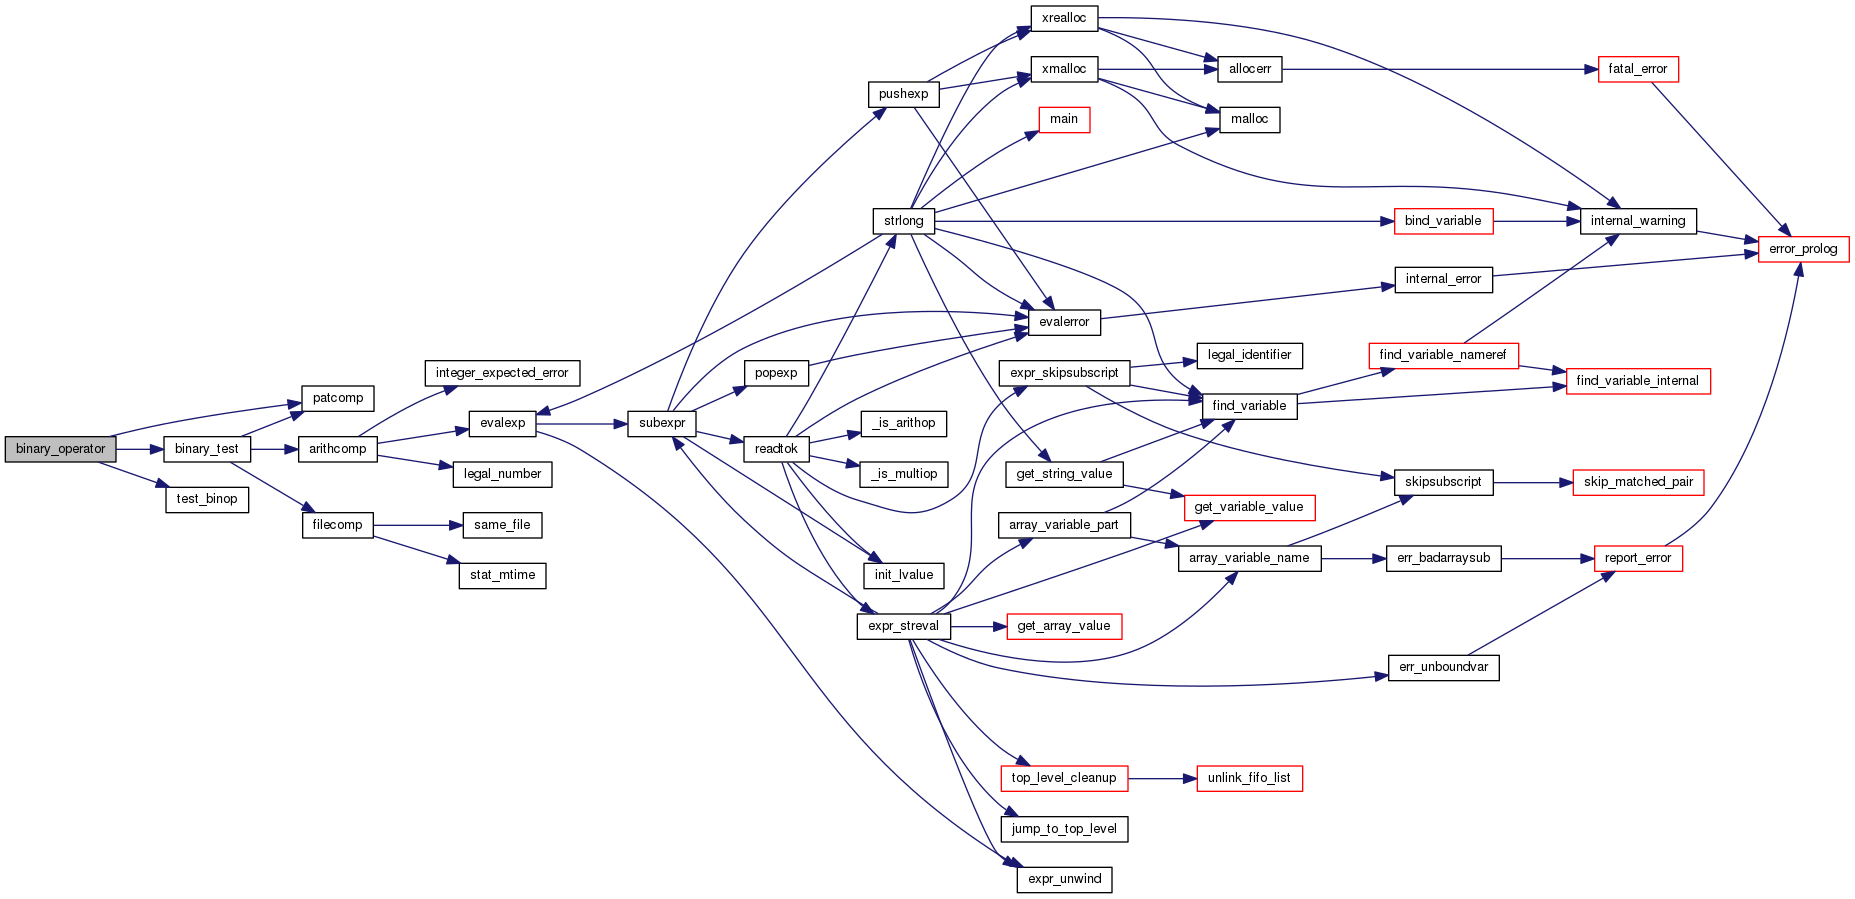 binary_operator
patcomp
binary_test
test_binop
integer_expected_error
arithcomp
filecomp
evalexp
legal_number
same_file
stat_mtime
subexpr
pushexp
strlong
popexp
readtok
_is_arithop
_is_multiop
init_lvalue
expr_streval
xrealloc
xmalloc
main
evalerror
expr_skipsubscript
get_string_value
array_variable_part
get_array_value
top_level_cleanup
jump_to_top_level
expr_unwind
allocerr
malloc
legal_identifier
find_variable
get_variable_value
array_variable_name
unlink_fifo_list
bind_variable
internal_error
find_variable_nameref
skipsubscript
err_badarraysub
err_unboundvar
fatal_error
internal_warning
find_variable_internal
skip_matched_pair
report_error
error_prolog